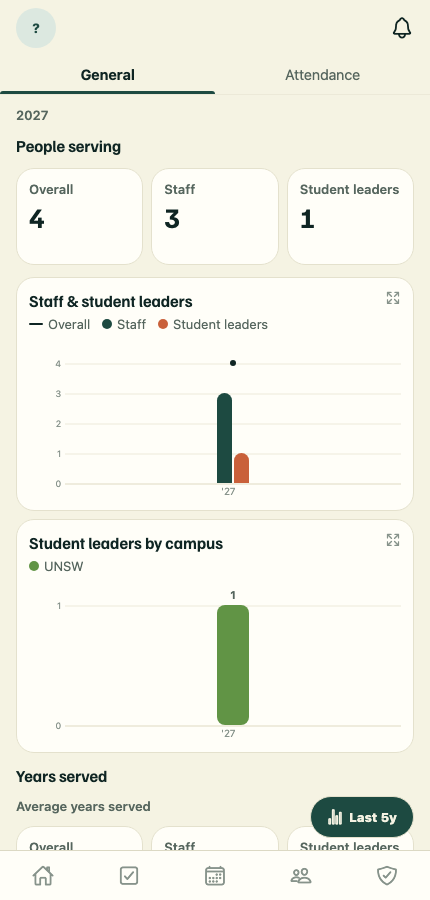 ?
General
Attendance
2027
People serving
Overall
Staff
Student leaders
4
3
1
Staff & student leaders
Overall
Staff
Student leaders
4
3
2
1
0
'27
Student leaders by campus
UNSW
1
1
0
'27
Years served
Average years served
Last 5y
Overall
Staff
Student leaders